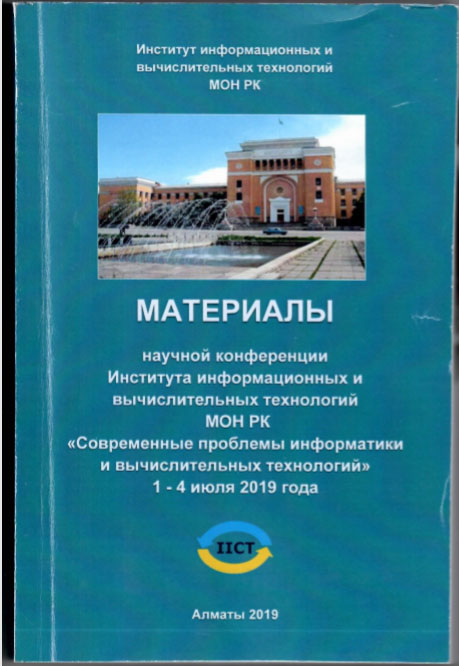 Институт информационных и
вычислительных технологий
МОН РК
МАТЕРИАЛЫ
научной конференции
Института информационных и
вычислительных технологий
МОН РК
«Современные проблемы информатики
и вычислительных технологий»
1 - 4 июля 2019 года
IICT
Алматы 2019